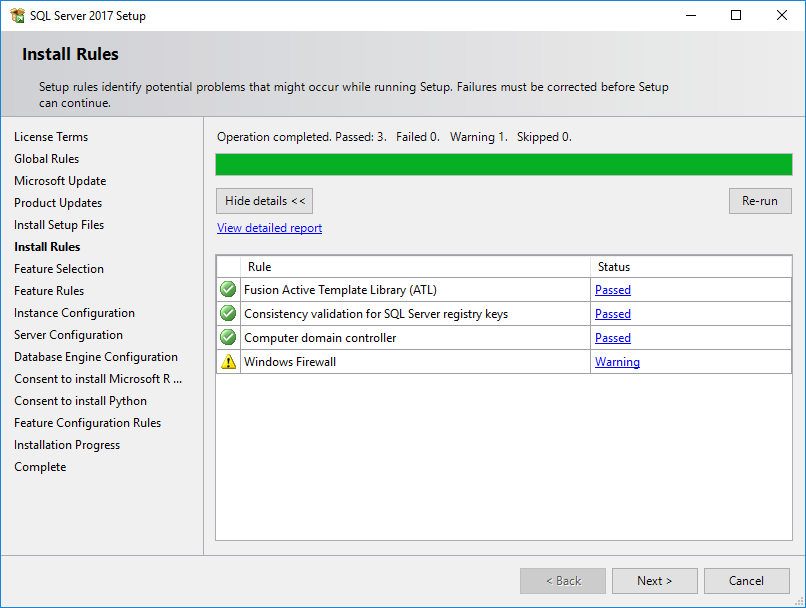 SQL Server 2017 Setup
Install Rules
Setup rules identify potential problems that might occur while running Setup. Failures must be corrected before Setup
can continue.
License Terms
Global Rules
Microsoft Update
Product Updates
Install Setup Files
Install Rules
Feature Selection
Feature Rules
Instance Configuration
Server Configuration
Database Engine Configuration
Consent to install Microsoft R ...
Consent to install Python
Feature Configuration Rules
Installation Progress
Complete
Operation completed. Passed: 3.   Failed 0.   Warning 1.   Skipped 0.
Hide details <<
Re-run
View detailed report
Rule Status
Fusion Active Template Library (ATL) Passed
Consistency validation for SQL Server registry keys Passed
Computer domain controller Passed
Windows Firewall Warning
< Back
Next >
Cancel